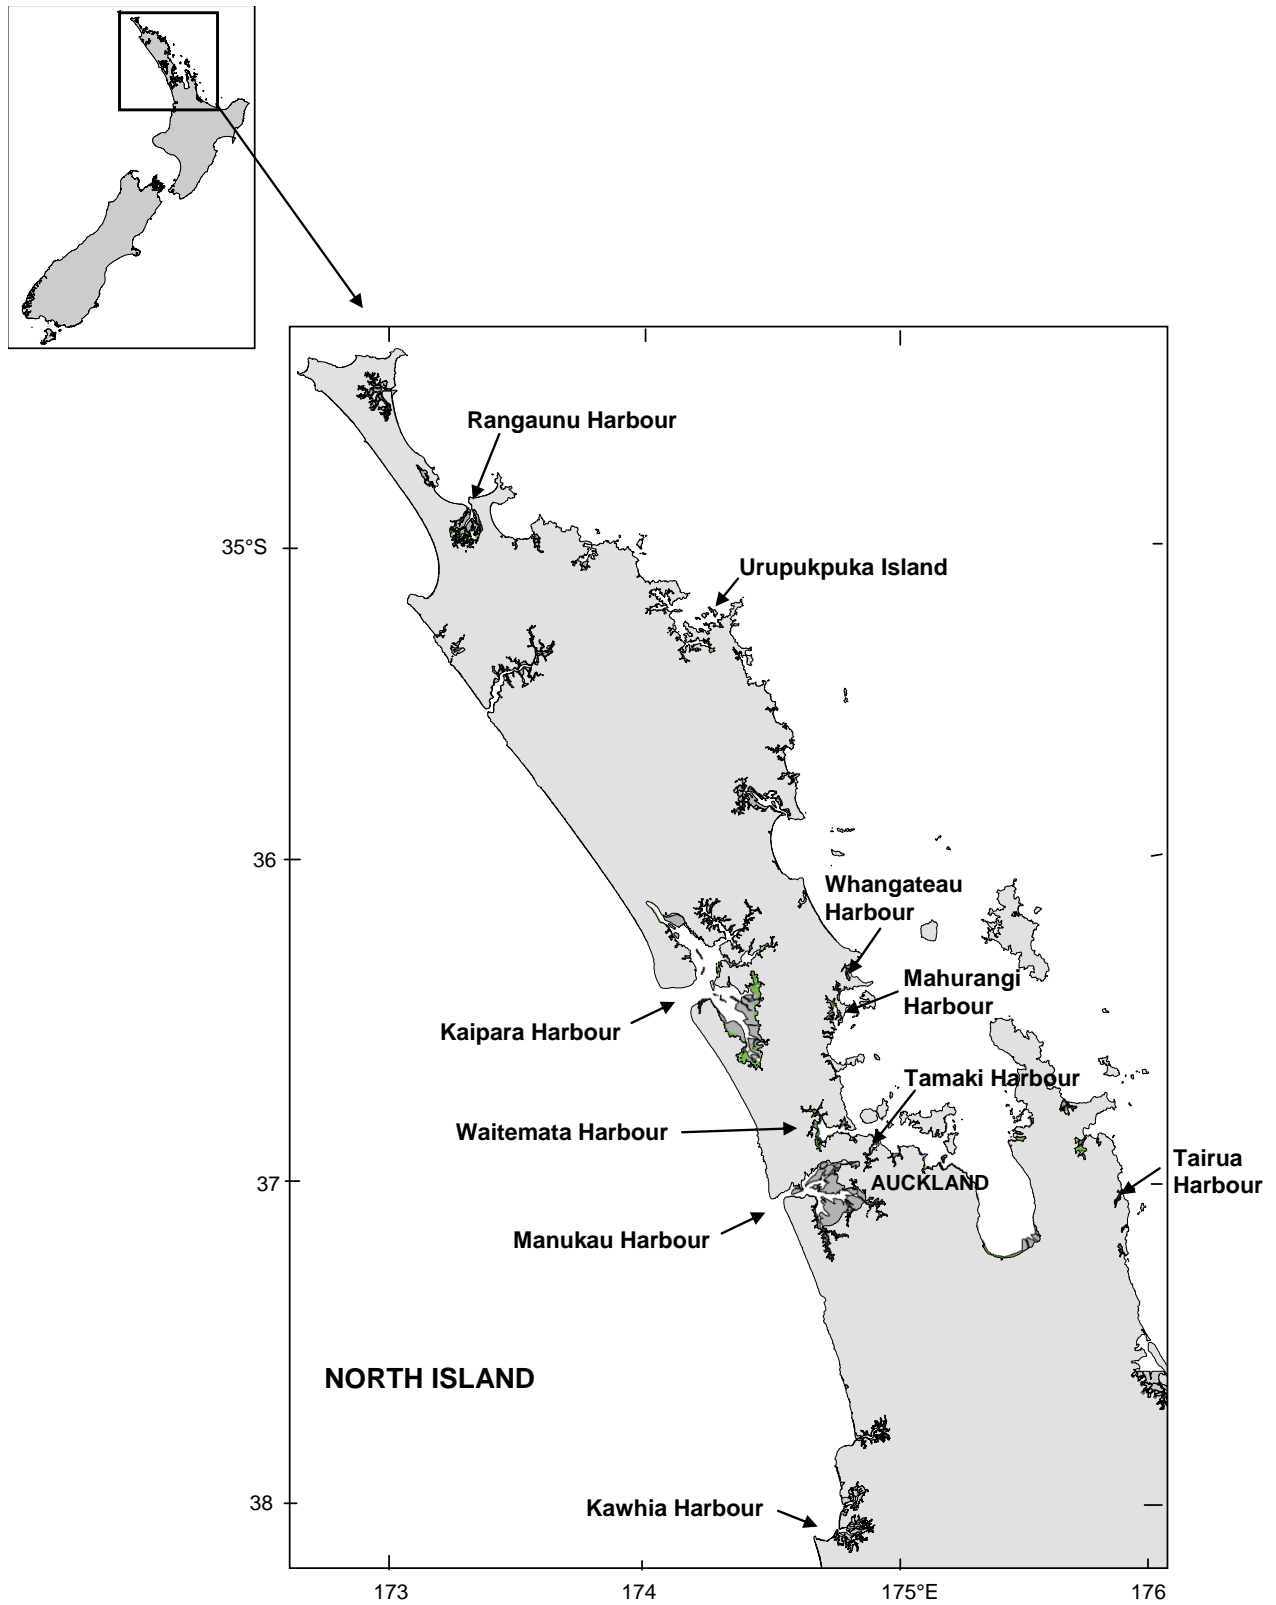 Rangaunu Harbour
35°S
Urupukpuka Island
36
Whangateau
Harbour
Mahurangi
Harbour
Kaipara Harbour
Tamaki Harbour
Waitemata Harbour
Tairua
Harbour
37
AUCKLAND
Manukau Harbour
NORTH ISLAND
38
Kawhia Harbour
173
174
175°E
176